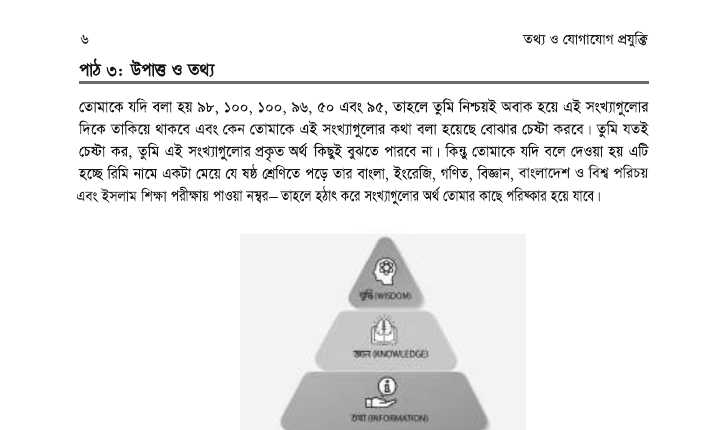 ৬
তথ্য ও যোগাযোগ প্রযুক্তি
পাঠ ৩: উপাত্ত ও তথ্য
তোমাকে যদি বলা হয় ৯৮, ১০০, ১০০, ৯৬, ৫০ এবং ৯৫, তাহলে তুমি নিশ্চয়ই অবাক হয়ে এই সংখ্যাগুলোর
দিকে তাকিয়ে থাকবে এবং কেন তোমাকে এই সংখ্যাগুলোর কথা বলা হয়েছে বোঝার চেষ্টা করবে। তুমি যতই
চেষ্টা কর, তুমি এই সংখ্যাগুলোর প্রকৃত অর্থ কিছুই বুঝতে পারবে না। কিন্তু তোমাকে যদি বলে দেওয়া হয় এটি
হচ্ছে রিমি নামে একটা মেয়ে যে ষষ্ঠ শ্রেণিতে পড়ে তার বাংলা, ইংরেজি, গণিত, বিজ্ঞান, বাংলাদেশ ও বিশ্ব পরিচয়
এবং ইসলাম শিক্ষা পরীক্ষায় পাওয়া নম্বর– তাহলে হঠাৎ করে সংখ্যাগুলোর অর্থ তোমার কাছে পরিষ্কার হয়ে যাবে।
(WISDOM)
জ্ঞান (KNOWLEDGE)
তথ্য (INFORMATION)